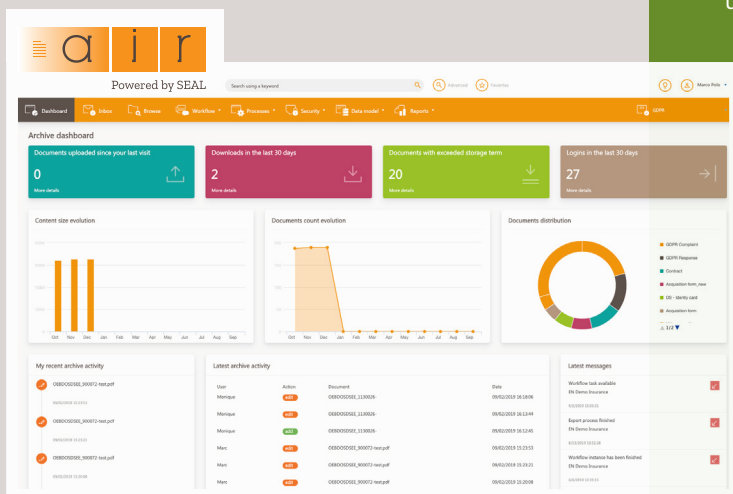 U
air
Powered by SEAL
Search using a keyword
Advanced
Favorites
Marco Polo
Dashboard
Inbox
Browse
Workflow
Processes
Security
Data model
Reports
GDPR
Archive dashboard
Documents uploaded since your last visit
0
More details
Downloads in the last 30 days
2
More details
Documents with exceeded storage term
20
More details
Logins in the last 30 days
27
More details
Content size evolution
Oct Nov Dec Jan Feb Mar Apr May Jun Jul Aug Sep
Documents count evolution
Oct Nov Dec Jan Feb Mar Apr May Jun Jul Aug Sep
Documents distribution
GDPR Complaint
GDPR Response
Contract
Acquisition form_new
DS - Identity card
Acquisition form
1/2
My recent archive activity
Latest archive activity
User Action Document Date
Monique edit 09/02/2019 16:18:06
Monique edit 09/02/2019 16:13:44
Monique edit 09/02/2019 16:12:45
Marc edit 09/02/2019 15:23:53
Marc edit 09/02/2019 15:23:21
Marc edit 09/02/2019 15:20:08
Latest messages
Workflow task available
EN Demo Insurance
Export process finished
EN Demo Insurance
Workflow instance has been finished
EN Demo Insurance